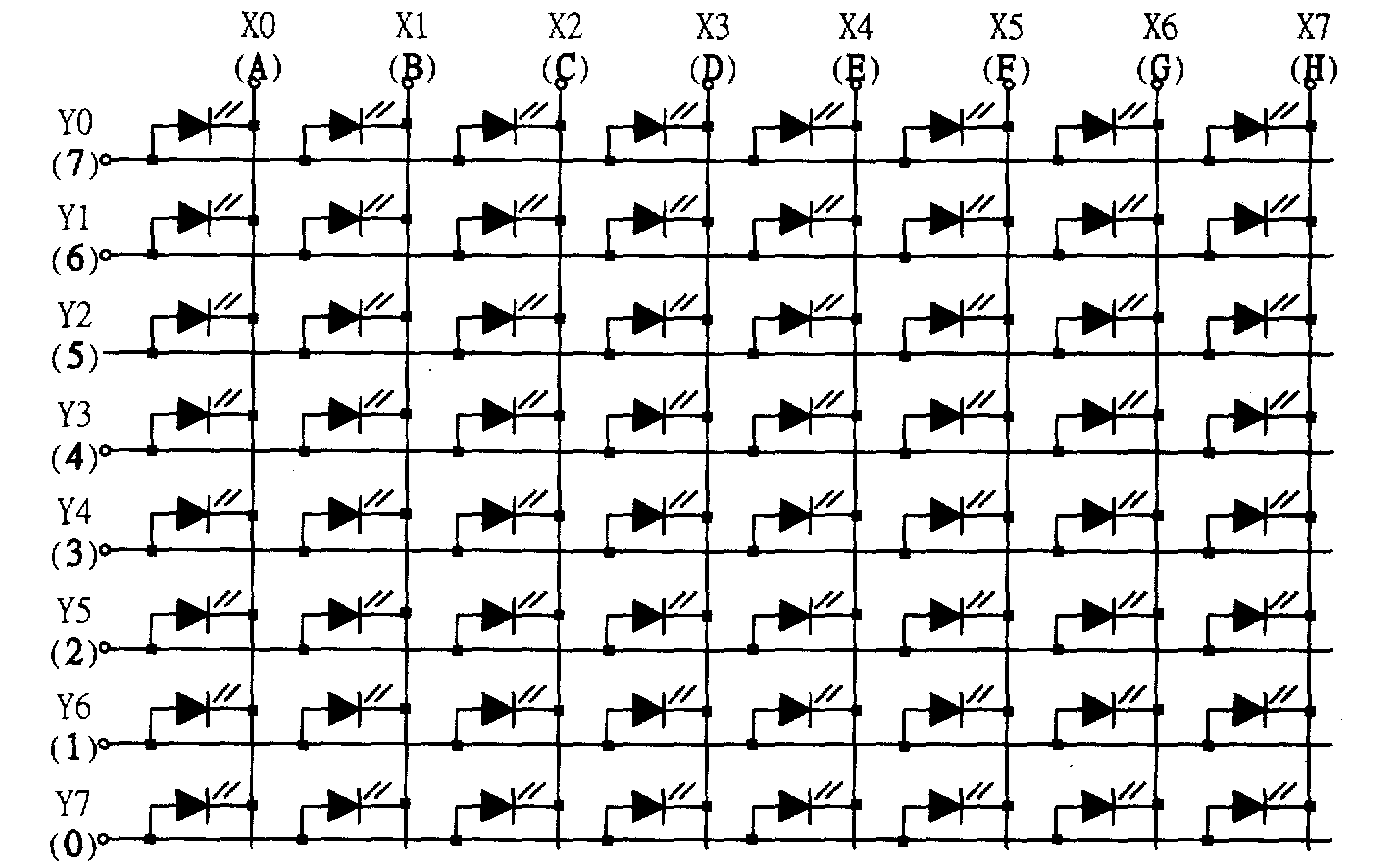 X0 X1 X2 X3 X4 X5 X6 X7
(A) (B) (C) (D) (E) (F) (G) (H)
Y0
(7)
Y1
(6)
Y2
(5)
Y3
(4)
Y4
(3)
Y5
(2)
Y6
(1)
Y7
(0)